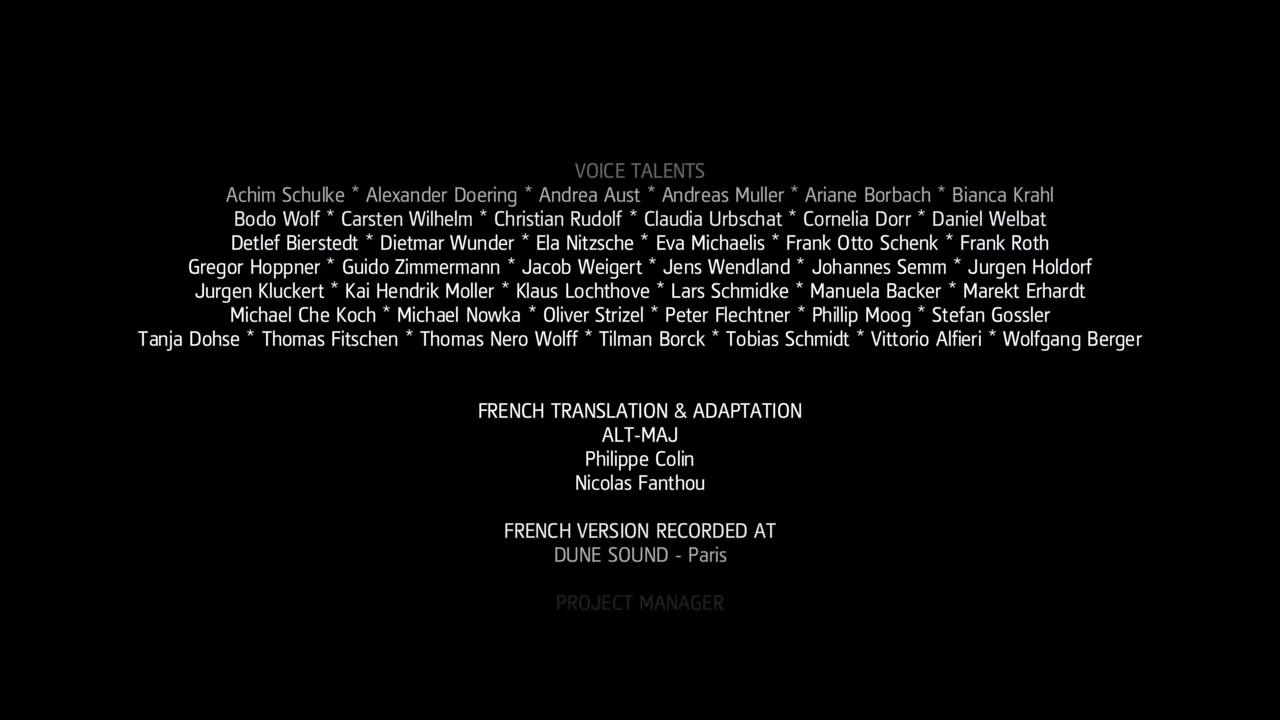 VOICE TALENTS
Achim Schulke * Alexander Doering * Andrea Aust * Andreas Muller * Ariane Borbach * Bianca Krahl
Bodo Wolf * Carsten Wilhelm * Christian Rudolf * Claudia Urbschat * Cornelia Dorr * Daniel Welbat
Detlef Bierstedt * Dietmar Wunder * Ela Nitzsche * Eva Michaelis * Frank Otto Schenk * Frank Roth
Gregor Hoppner * Guido Zimmermann * Jacob Weigert * Jens Wendland * Johannes Semm * Jurgen Holdorf
Jurgen Kluckert * Kai Hendrik Moller * Klaus Lochthove * Lars Schmidke * Manuela Backer * Marekt Erhardt
Michael Che Koch * Michael Nowka * Oliver Strizel * Peter Flechtner * Phillip Moog * Stefan Gossler
Tanja Dohse * Thomas Fitschen * Thomas Nero Wolff * Tilman Borck * Tobias Schmidt * Vittorio Alfieri * Wolfgang Berger
FRENCH TRANSLATION & ADAPTATION
ALT-MAJ
Philippe Colin
Nicolas Fanthou
FRENCH VERSION RECORDED AT
DUNE SOUND - Paris
PROJECT MANAGER